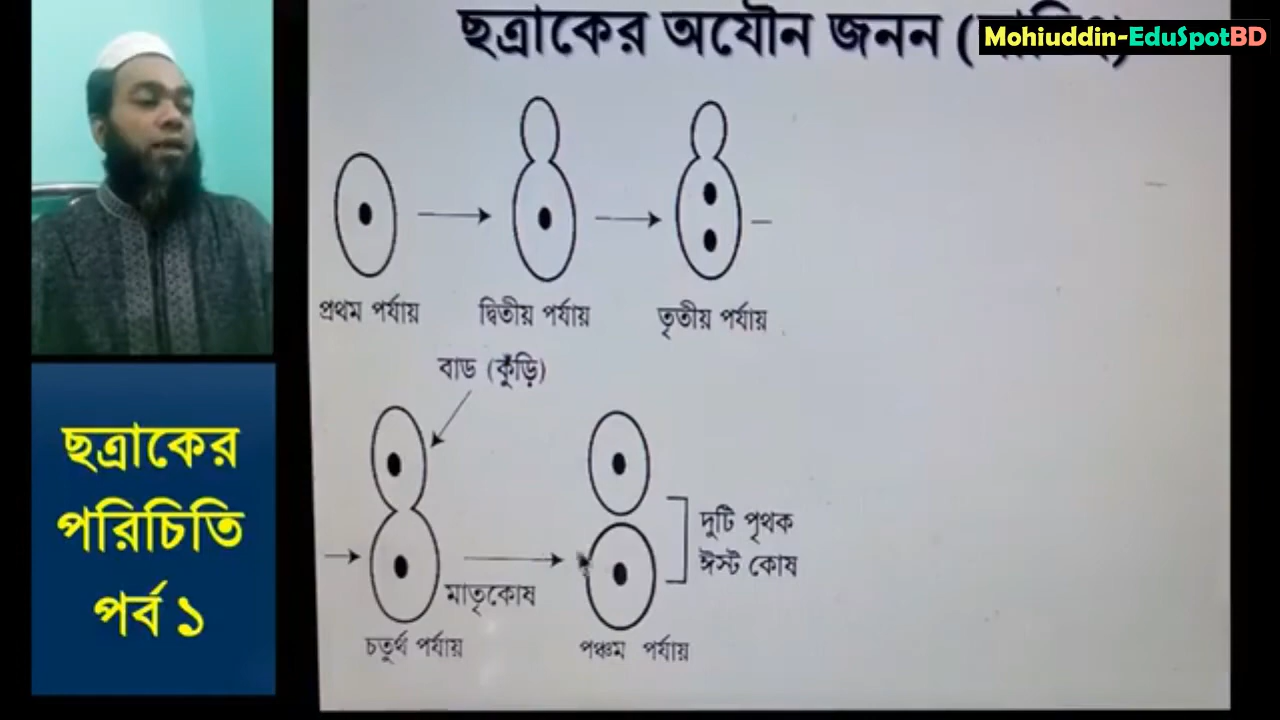 ছত্রাকের অযৌন জনন
Mohiuddin-EduSpotBD
প্রথম পর্যায়
দ্বিতীয় পর্যায়
তৃতীয় পর্যায়
বাড (কুঁড়ি)
মাতৃকোষ
চতুর্থ পর্যায়
পঞ্চম পর্যায়
দুটি পৃথক
ঈস্ট কোষ
ছত্রাকের
পরিচিতি
পর্ব ১